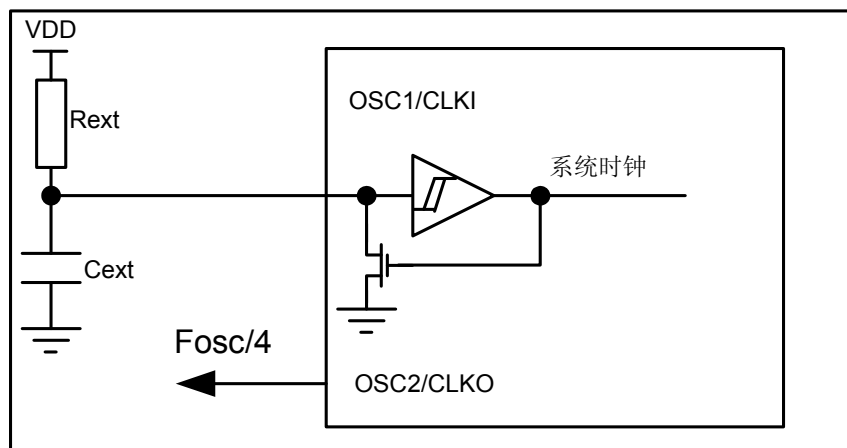 VDD
Rext
OSC1/CLKI
系统时钟
Cext
Fosc/4
OSC2/CLKO